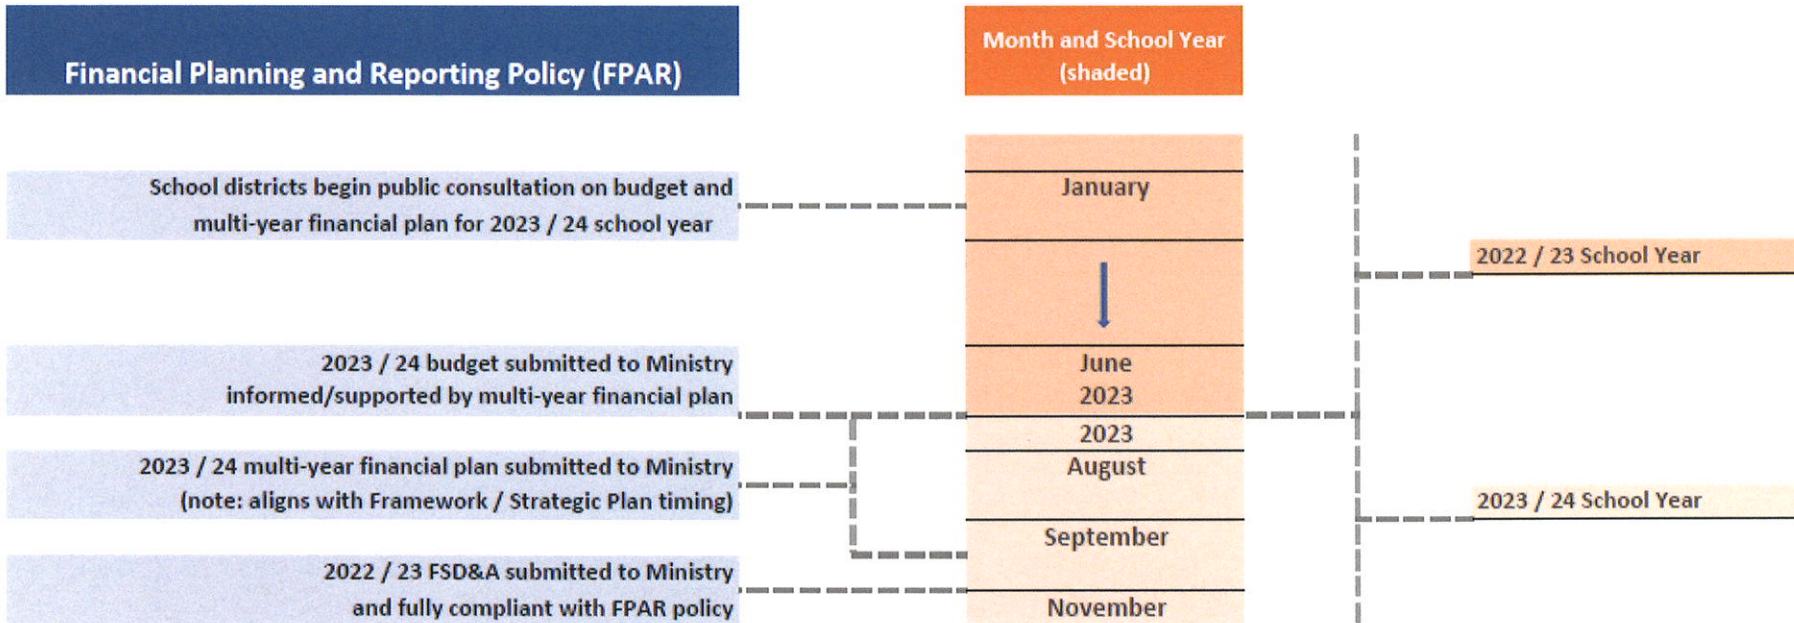 Financial Planning and Reporting Policy (FPAR)
Month and School Year
(shaded)
School districts begin public consultation on budget and
multi-year financial plan for 2023 / 24 school year
January
2022 / 23 School Year
2023 / 24 budget submitted to Ministry
informed/supported by multi-year financial plan
June
2023
2023
2023 / 24 multi-year financial plan submitted to Ministry
(note: aligns with Framework / Strategic Plan timing)
August
2023 / 24 School Year
September
2022 / 23 FSD&A submitted to Ministry
and fully compliant with FPAR policy
November